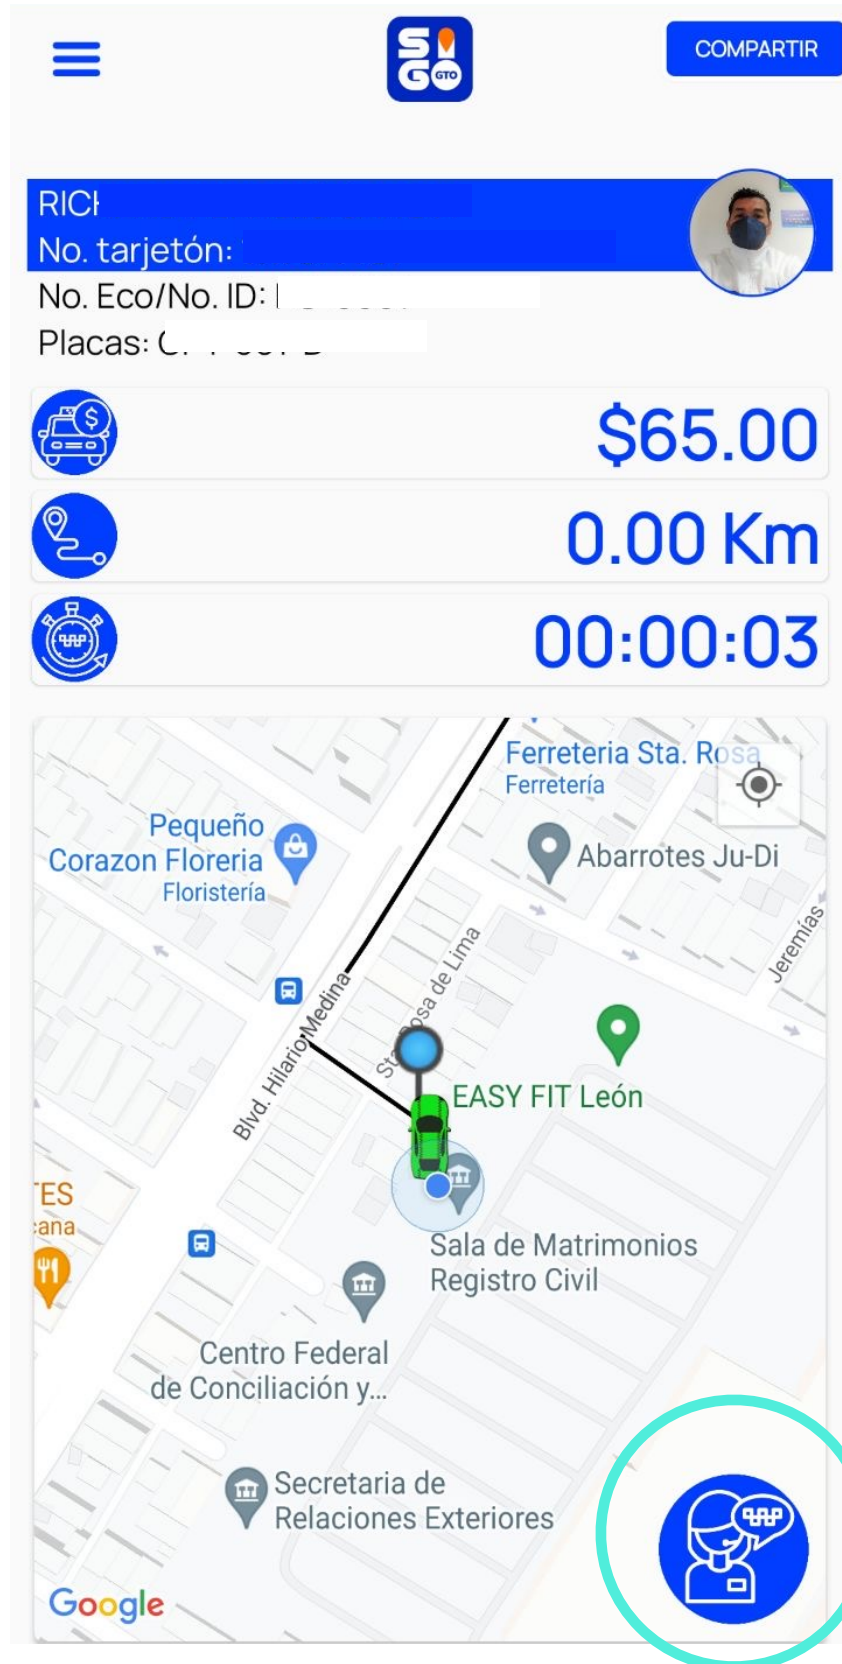 SIGO
GTO
COMPARTIR
No. tarjetón:
No. Eco/No. ID:
Placas:
$65.00
0.00 Km
00:00:03
Ferreteria Sta. Rosa
Ferretería
Pequeño
Corazon Floreria
Floristería
Abarrotes Ju-Di
Jeremías
Sta. Rosa de Lima
Blvd. Hilario Medina
EASY FIT León
Sala de Matrimonios
Registro Civil
Centro Federal
de Conciliación y...
Secretaria de
Relaciones Exteriores
Google